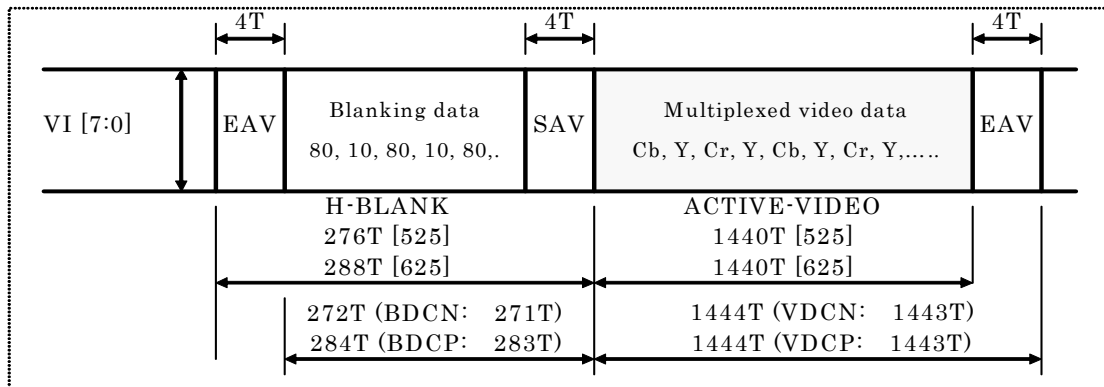 4T 4T 4T
VI [7:0] EAV Blanking data SAV Multiplexed video data EAV
80, 10, 80, 10, 80,. Cb, Y, Cr, Y, Cb, Y, Cr, Y,.....
H-BLANK ACTIVE-VIDEO
276T [525] 1440T [525]
288T [625] 1440T [625]
272T (BDCN: 271T) 1444T (VDCN: 1443T)
284T (BDCP: 283T) 1444T (VDCP: 1443T)